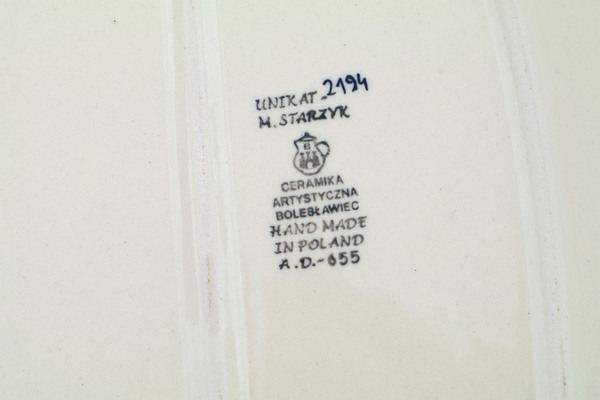 UNIKAT-2194
M. STARZYK
B
CERAMIKA
ARTYSTYCZNA
BOLESŁAWIEC
HAND MADE
IN POLAND
A.D.-655